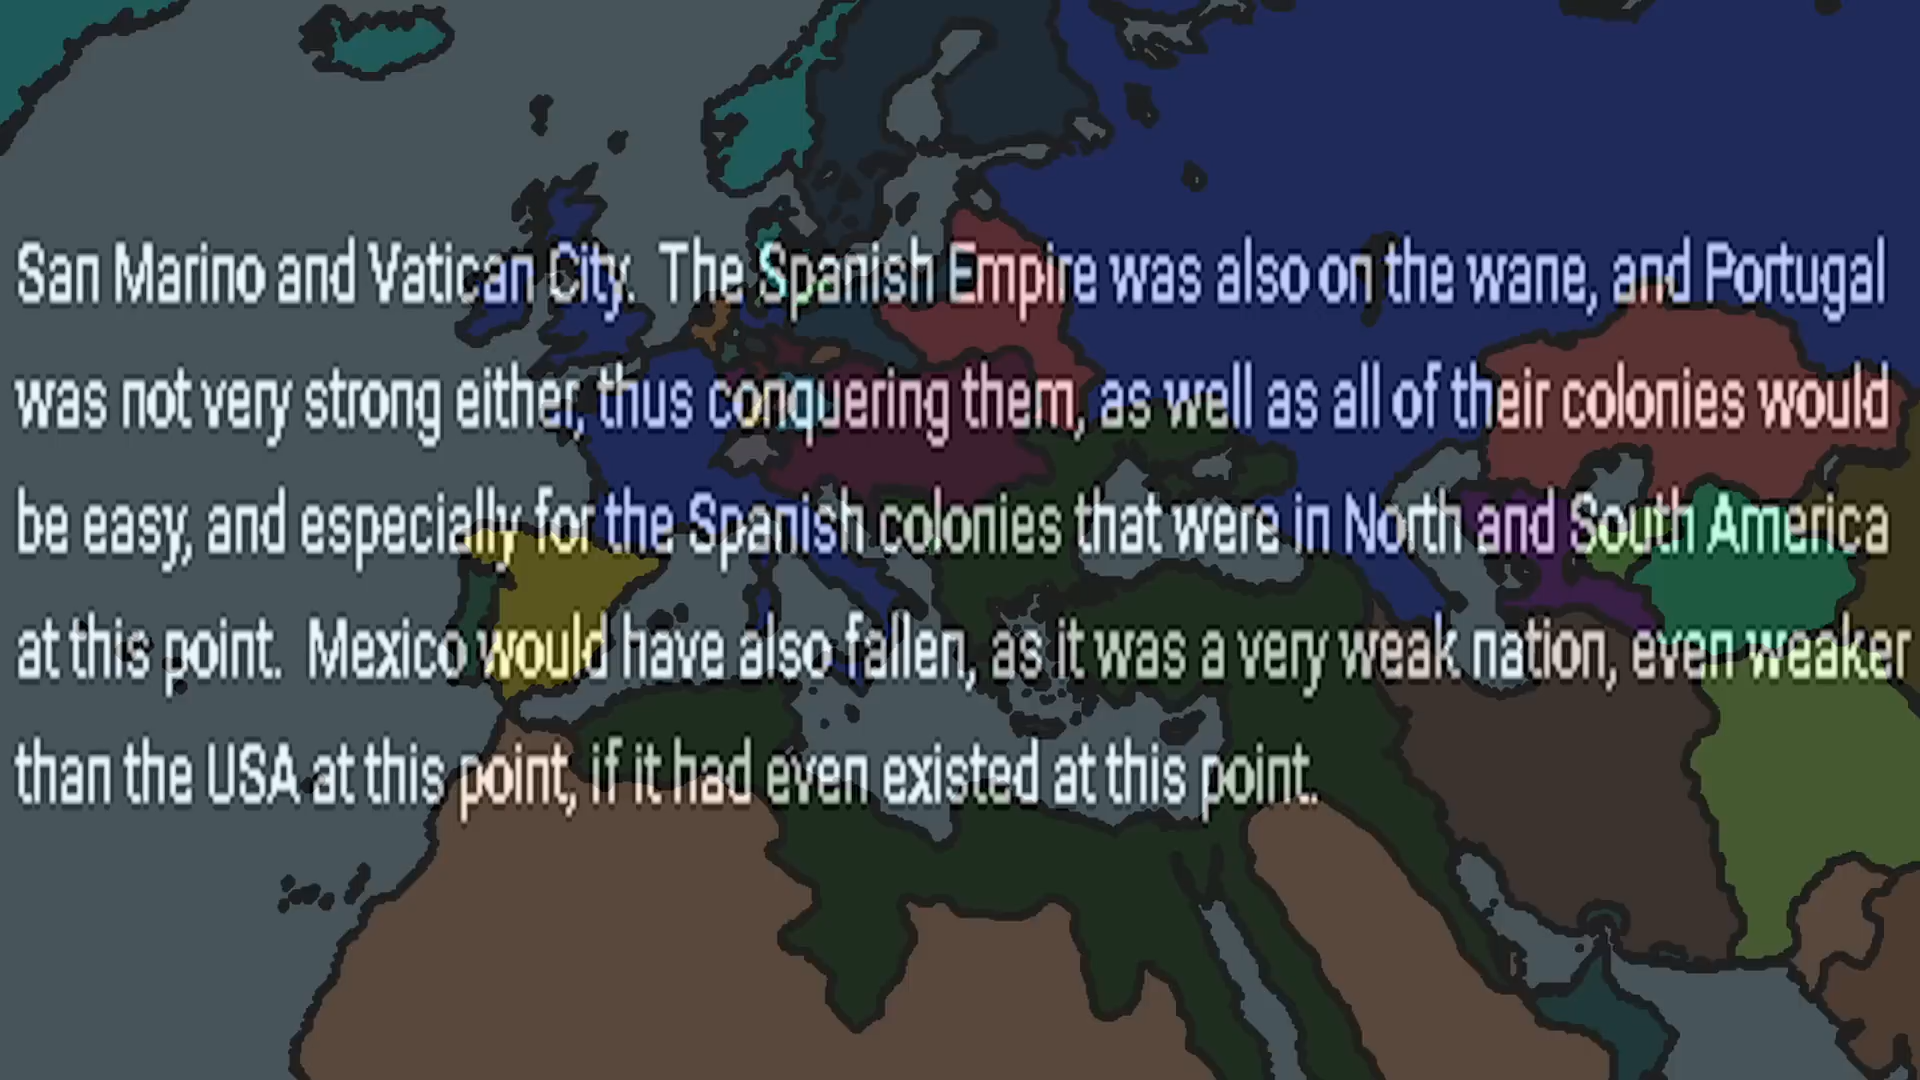 San Marino and Vatican City. The Spanish Empire was also on the wane, and Portugal
was not very strong either, thus conquering them, as well as all of their colonies would
be easy, and especially for the Spanish colonies that were in North and South America
at this point. Mexico would have also fallen, as it was a very weak nation, even weaker
than the USA at this point, if it had even existed at this point.